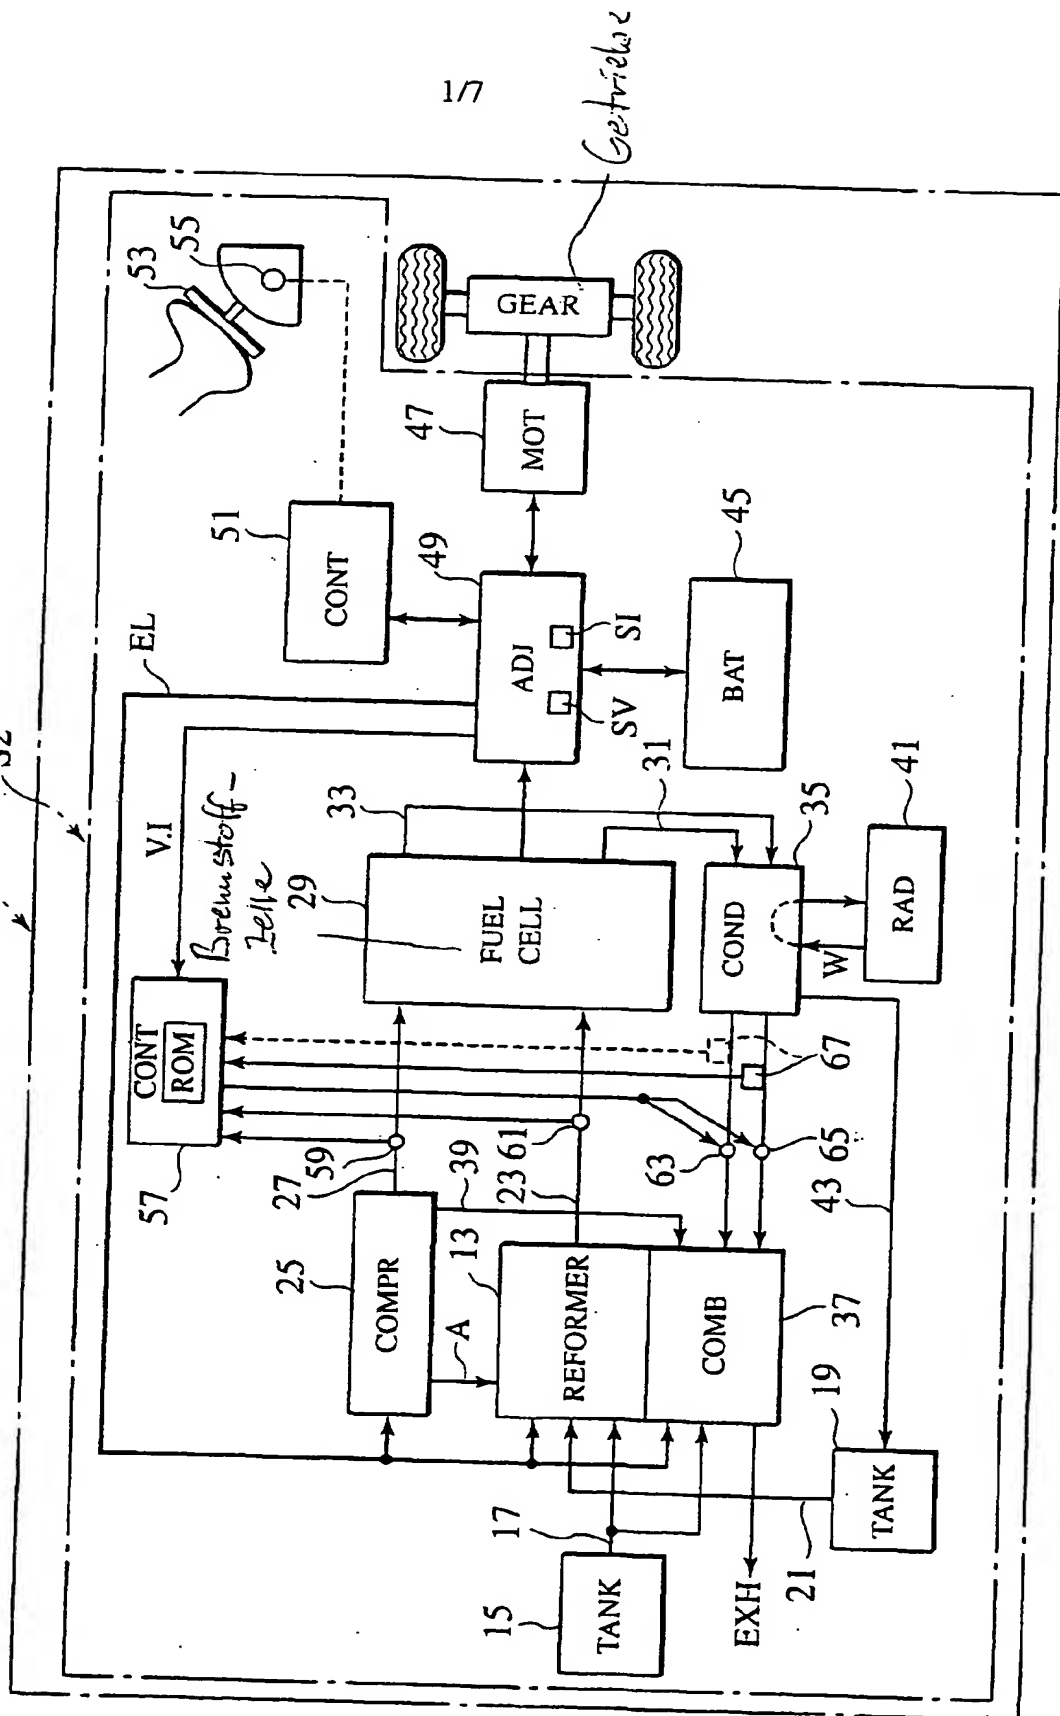 1/7
Getriebe
32
53
55
GEAR
47
MOT
51
CONT
49
ADJ
SI
SV
45
BAT
EL
V.I
Brennstoff-
zelle
33
31
29
FUEL
CELL
35
COND
41
RAD
W
CONT
ROM
57
59
27
61
23
39
63
65
67
43
25
COMPR
A
13
REFORMER
COMB
37
19
TANK
21
17
15
TANK
EXH